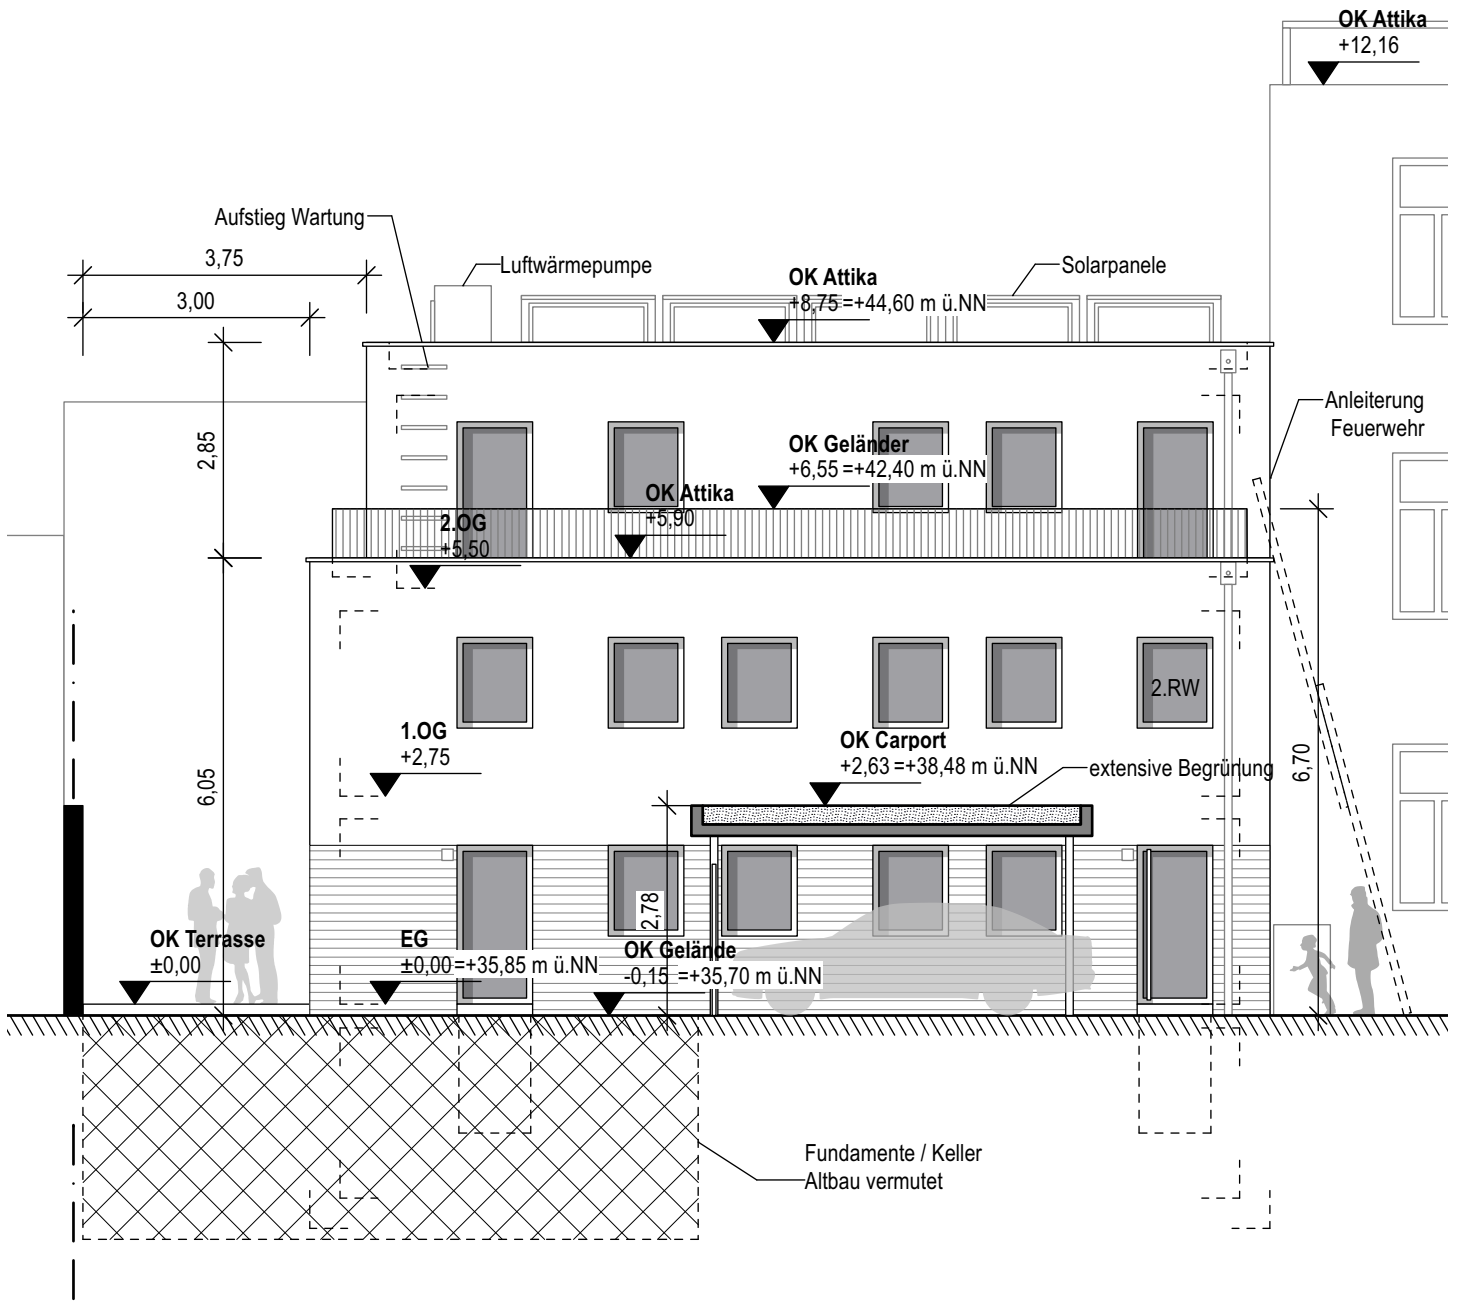 OK Attika
+12,16
Aufstieg Wartung
3,75
Luftwärmepumpe
OK Attika
+8,75 =+44,60 m ü.NN
Solarpanele
3,00
Anleiterung
Feuerwehr
2,85
OK Geländer
+6,55 =+42,40 m ü.NN
OK Attika
+5,90
2.OG
+5,50
2.RW
1.OG
+2,75
OK Carport
+2,63 =+38,48 m ü.NN
extensive Begrünung
6,05
6,70
2,78
OK Terrasse
±0,00
EG
±0,00=+35,85 m ü.NN
OK Gelände
-0,15 =+35,70 m ü.NN
Fundamente / Keller
Altbau vermutet